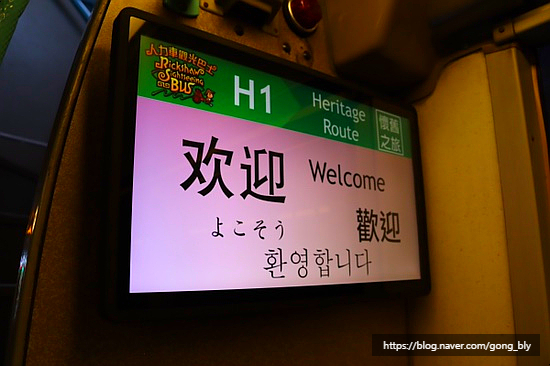 人力車觀光巴士
Rickshaw
Sightseeing
BUS
H1
Heritage
Route
懷舊
之旅
欢迎
Welcome
ようこそ
歡迎
환영합니다
https://blog.naver.com/gong_bly